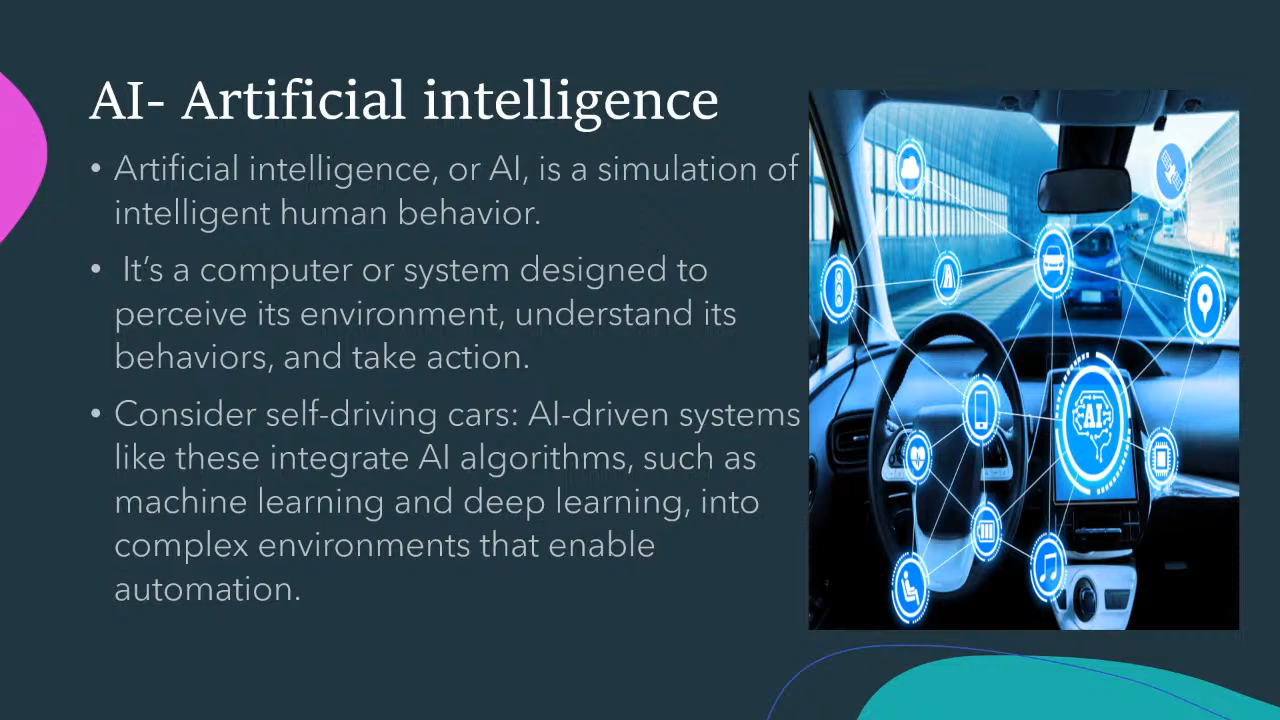 AI- Artificial intelligence
• Artificial intelligence, or AI, is a simulation of
intelligent human behavior.
• It’s a computer or system designed to
perceive its environment, understand its
behaviors, and take action.
• Consider self-driving cars: AI-driven systems
like these integrate AI algorithms, such as
machine learning and deep learning, into
complex environments that enable
automation.
AI